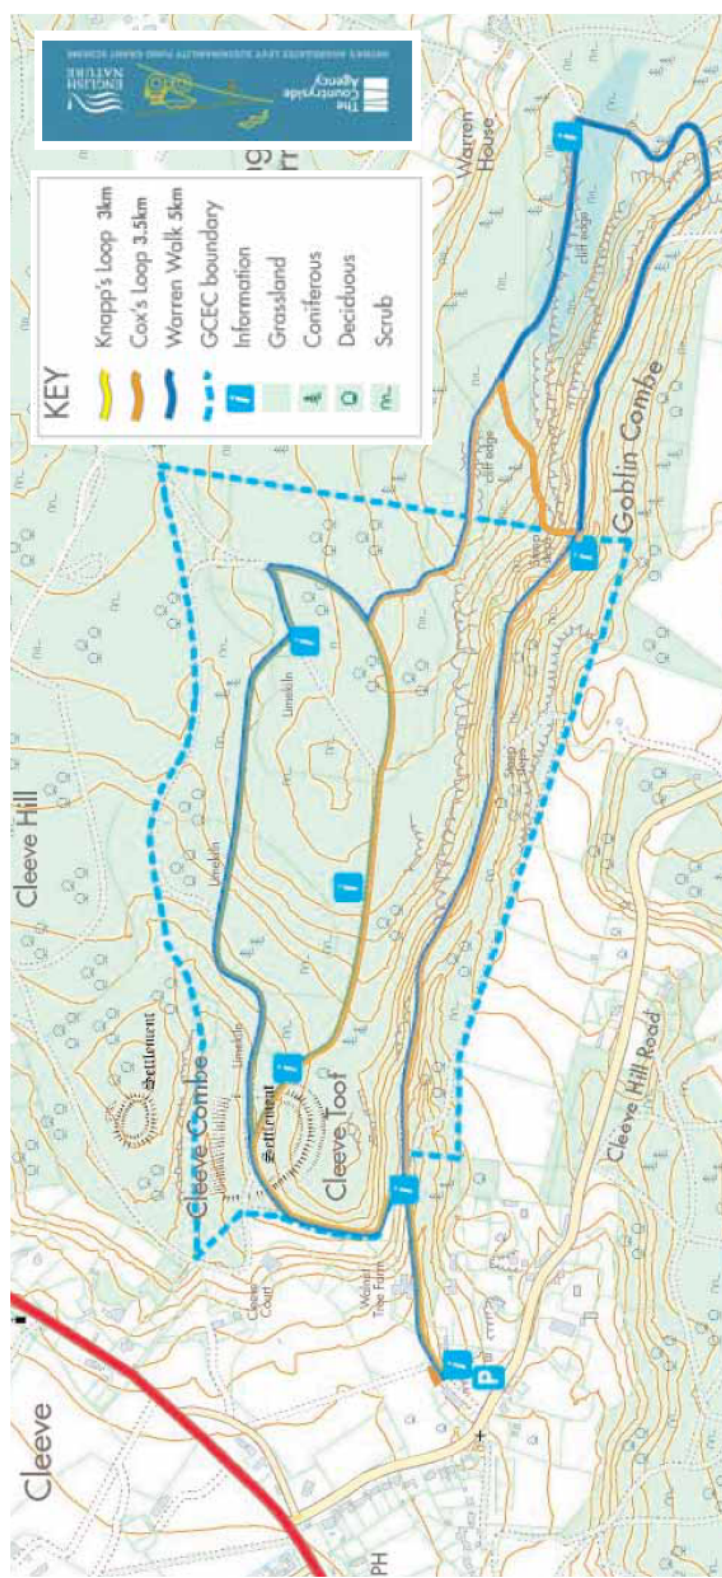 ENGLISH
NATURE
The
Countryside
Agency
KEY
Knapp's Loop 3km
Cox's Loop 3.5km
Warren Walk 5km
GCEC boundary
Information
Grassland
Coniferous
Deciduous
Scrub
Warren
House
cliff edge
cliff edge
Goblin Combe
Steep
steps
Steep
steps
Limekiln
Limekiln
Limekiln
Cleeve Hill
Settlement
Cleeve Combe
Settlement
Cleeve Toot
Cleeve
Court
Walnut
Tree Farm
Cleeve Hill Road
Cleeve
PH
P
i
i
i
i
i
i
i
i